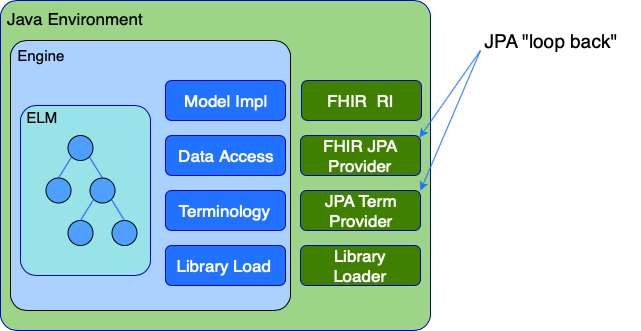 Java Environment
Engine
JPA "loop back"
ELM
Model Impl
FHIR RI
Data Access
FHIR JPA
Provider
Terminology
JPA Term
Provider
Library Load
Library
Loader